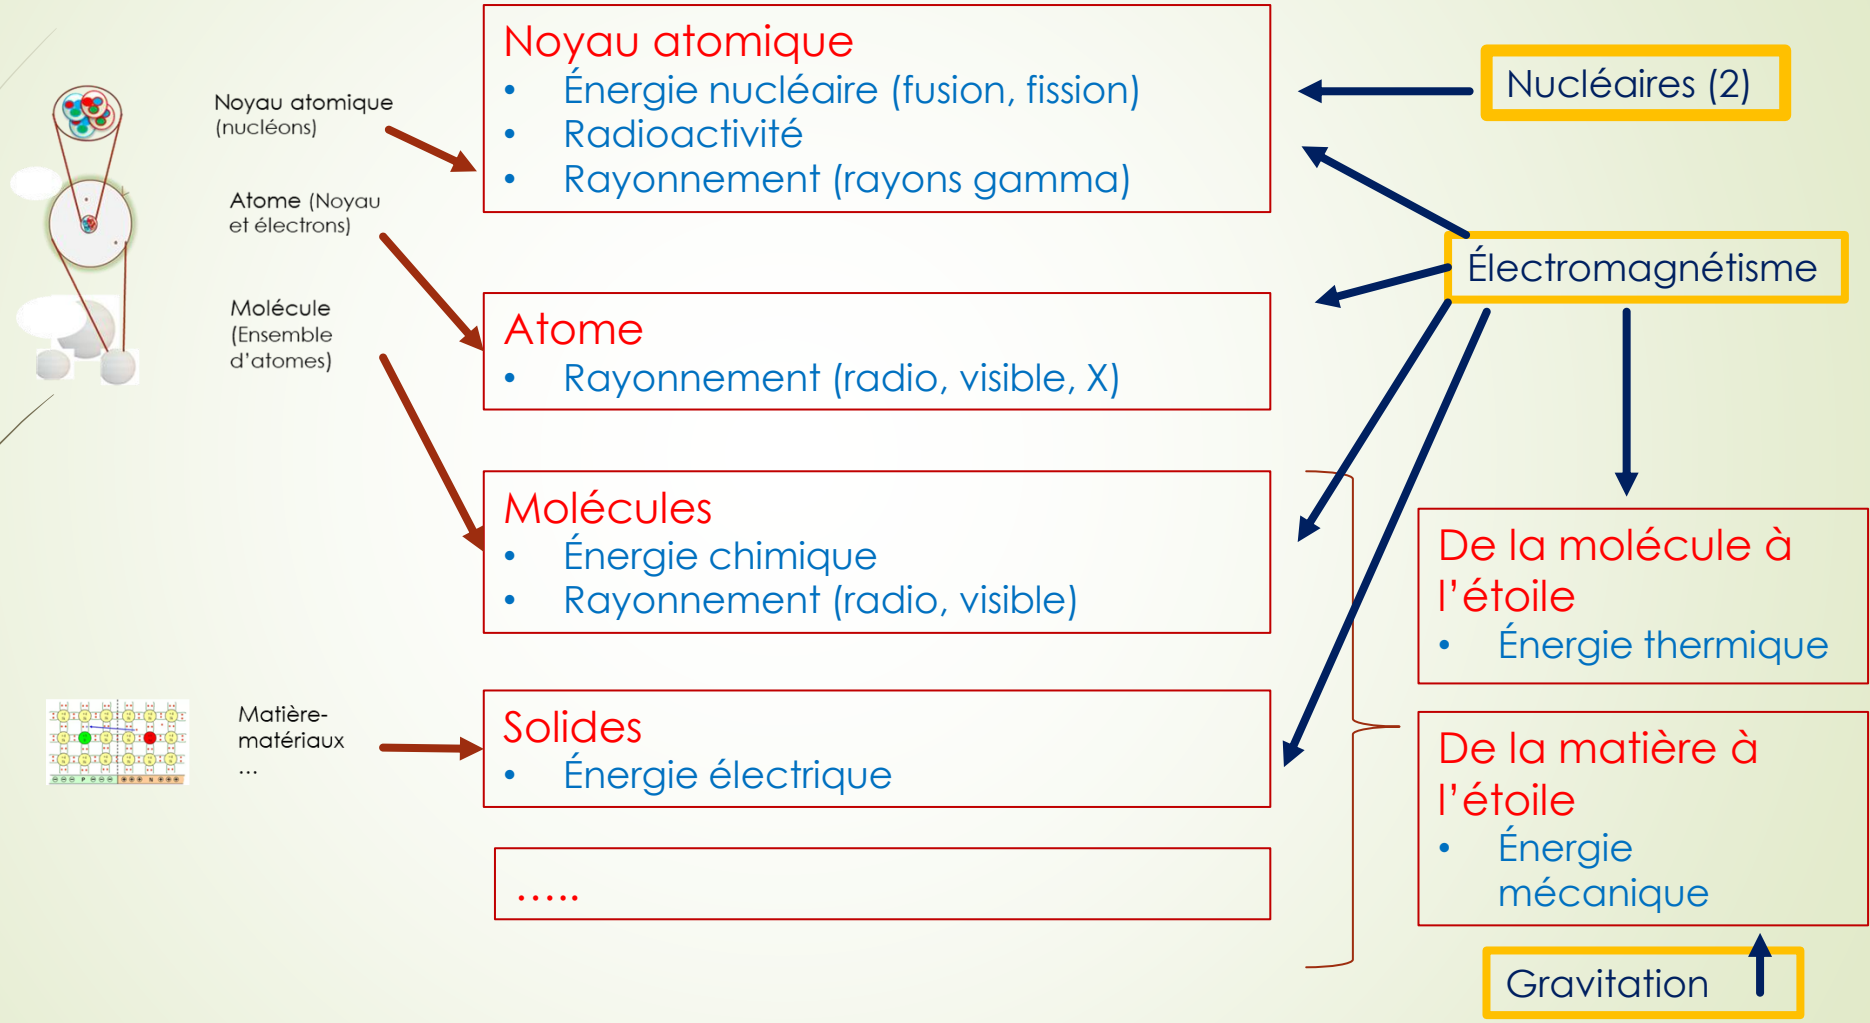 Noyau atomique
(nucléons)
Atome (Noyau
et électrons)
Molécule
(Ensemble
d'atomes)
Matière-
matériaux
...
Noyau atomique
• Énergie nucléaire (fusion, fission)
• Radioactivité
• Rayonnement (rayons gamma)
Atome
• Rayonnement (radio, visible, X)
Molécules
• Énergie chimique
• Rayonnement (radio, visible)
Solides
• Énergie électrique
.....
Nucléaires (2)
Électromagnétisme
De la molécule à
l'étoile
• Énergie thermique
De la matière à
l'étoile
• Énergie
mécanique
Gravitation